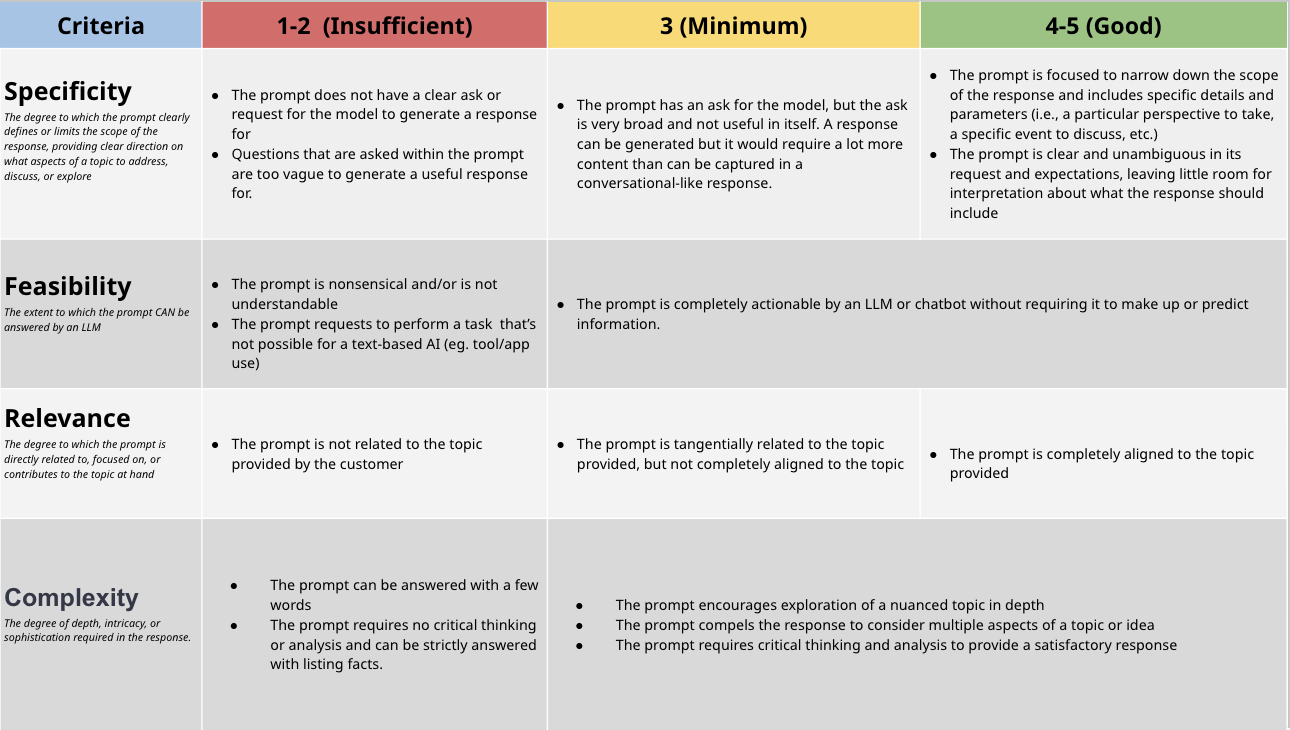 Criteria
1-2 (Insufficient)
3 (Minimum)
4-5 (Good)
Specificity
The degree to which the prompt clearly
defines or limits the scope of the
response, providing clear direction on
what aspects of a topic to address,
discuss, or explore
● The prompt does not have a clear ask or
request for the model to generate a response
for
● Questions that are asked within the prompt
are too vague to generate a useful response
for.
● The prompt has an ask for the model, but the ask
is very broad and not useful in itself. A response
can be generated but it would require a lot more
content than can be captured in a
conversational-like response.
● The prompt is focused to narrow down the scope
of the response and includes specific details and
parameters (i.e., a particular perspective to take,
a specific event to discuss, etc.)
● The prompt is clear and unambiguous in its
request and expectations, leaving little room for
interpretation about what the response should
include
Feasibility
The extent to which the prompt CAN be
answered by an LLM
● The prompt is nonsensical and/or is not
understandable
● The prompt requests to perform a task that’s
not possible for a text-based AI (eg. tool/app
use)
● The prompt is completely actionable by an LLM or chatbot without requiring it to make up or predict
information.
Relevance
The degree to which the prompt is
directly related to, focused on, or
contributes to the topic at hand
● The prompt is not related to the topic
provided by the customer
● The prompt is tangentially related to the topic
provided, but not completely aligned to the topic
● The prompt is completely aligned to the topic
provided
Complexity
The degree of depth, intricacy, or
sophistication required in the response.
● The prompt can be answered with a few
words
● The prompt requires no critical thinking
or analysis and can be strictly answered
with listing facts.
● The prompt encourages exploration of a nuanced topic in depth
● The prompt compels the response to consider multiple aspects of a topic or idea
● The prompt requires critical thinking and analysis to provide a satisfactory response